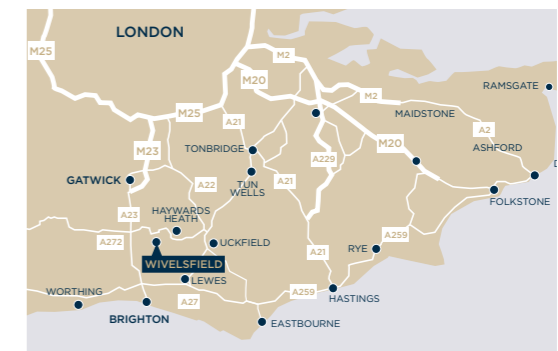 LONDON
M25
M2
M20
RAMSGATE
M2
M25
MAIDSTONE
A21
A2
M23
TONBRIDGE
M20
ASHFORD
A229
D
GATWICK
A22
TUN
WELLS
A21
FOLKSTONE
HAYWARDS
HEATH
A23
A272
UCKFIELD
A259
RYE
A21
WIVELSFIELD
LEWES
WORTHING
A27
A259
HASTINGS
BRIGHTON
EASTBOURNE